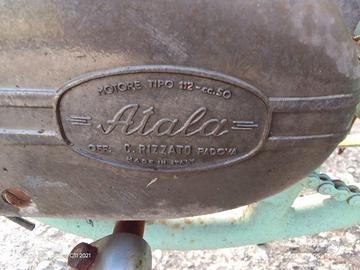 MOTORE TIPO 112-cc.50
Atala
OFF. C. RIZZATO PADOVA
MADE IN ITALY